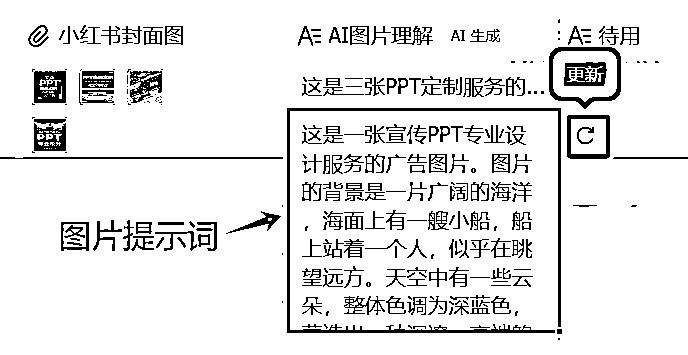 小红书封面图
AI图片理解 AI 生成
待用
这是三张PPT定制服务的...
更新
这是一张宣传PPT专业设
计服务的广告图片。图片
的背景是一片广阔的海洋
，海面上有一艘小船，船
上站着一个人，似乎在眺
望远方。天空中有一些云
朵，整体色调为深蓝色，
图片提示词